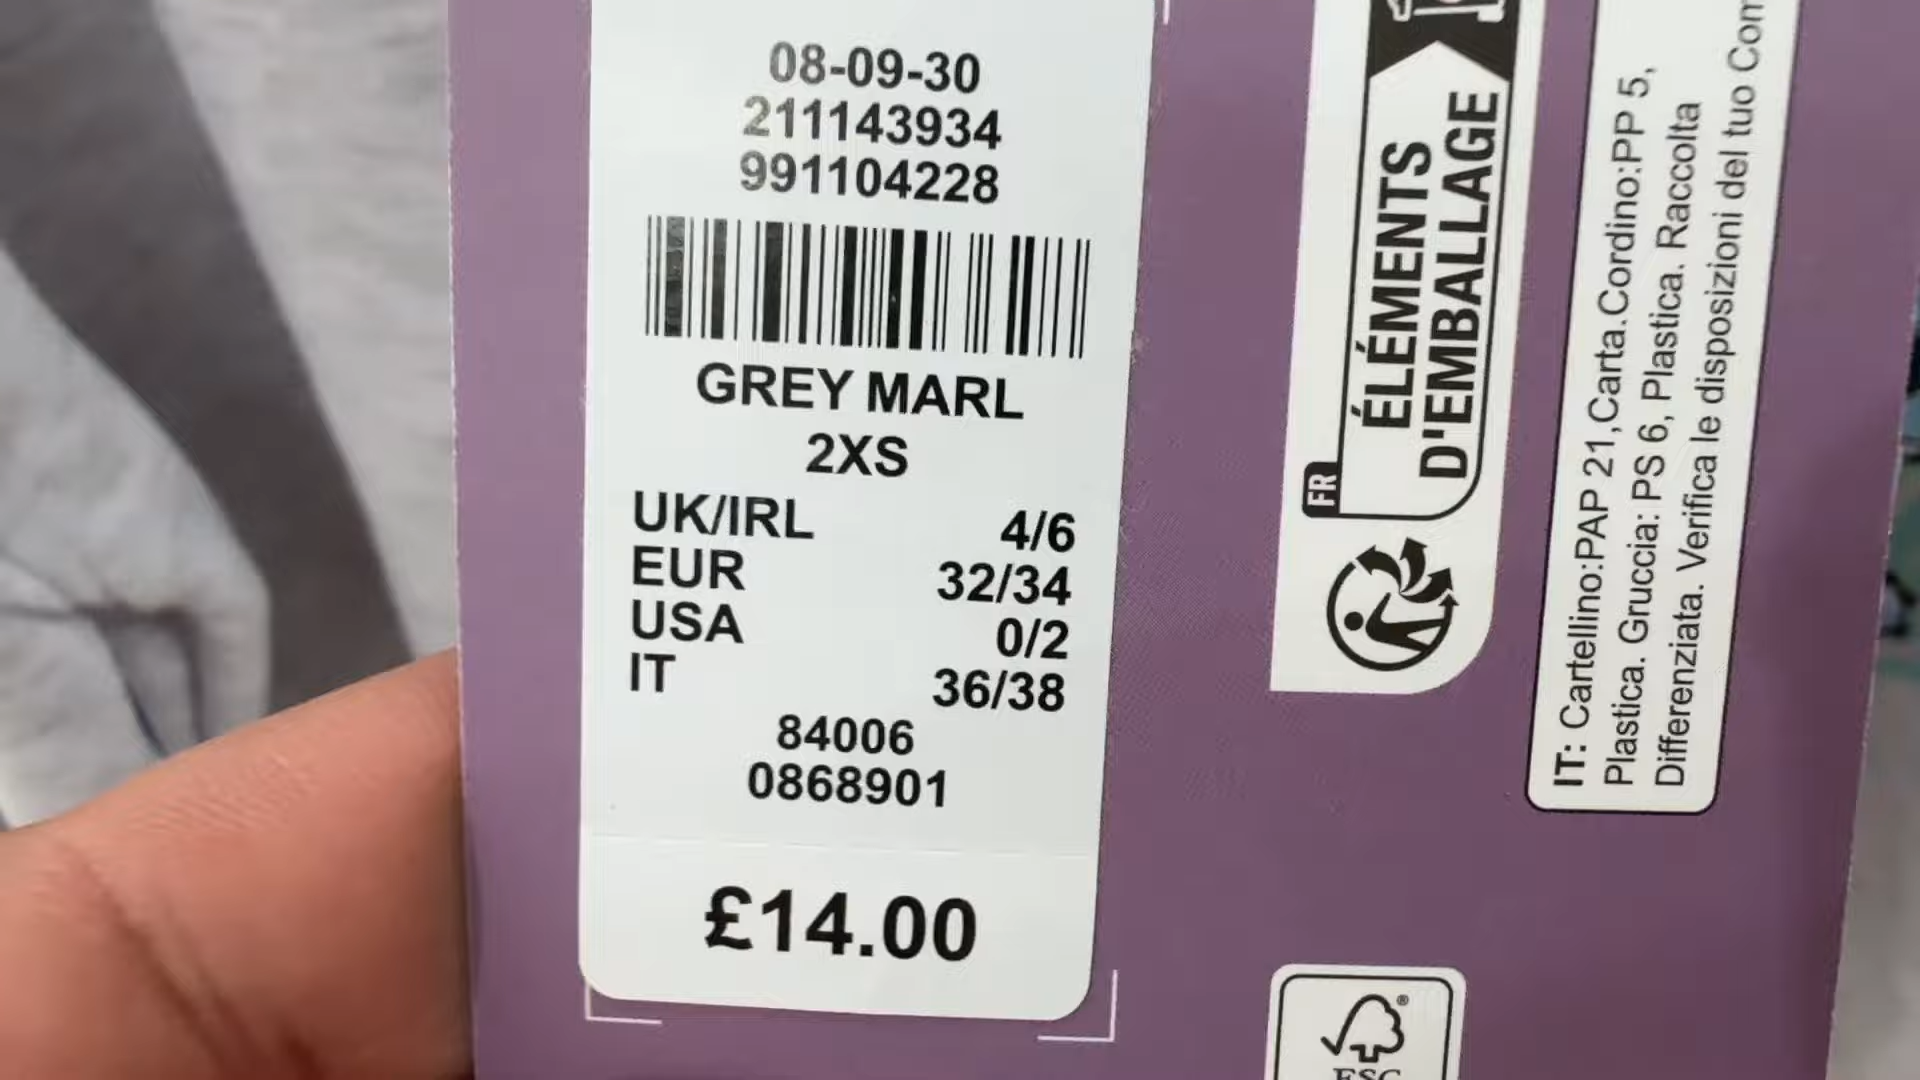 08-09-30
211143934
991104228
GREY MARL
2XS
UK/IRL 4/6
EUR 32/34
USA 0/2
IT 36/38
84006
0868901
£14.00
FR
ÉLÉMENTS
D'EMBALLAGE
IT: Cartellino:PAP 21,Carta.Cordino:PP 5,
Plastica. Gruccia: PS 6, Plastica. Raccolta
Differenziata. Verifica le disposizioni del tuo Com
FSC